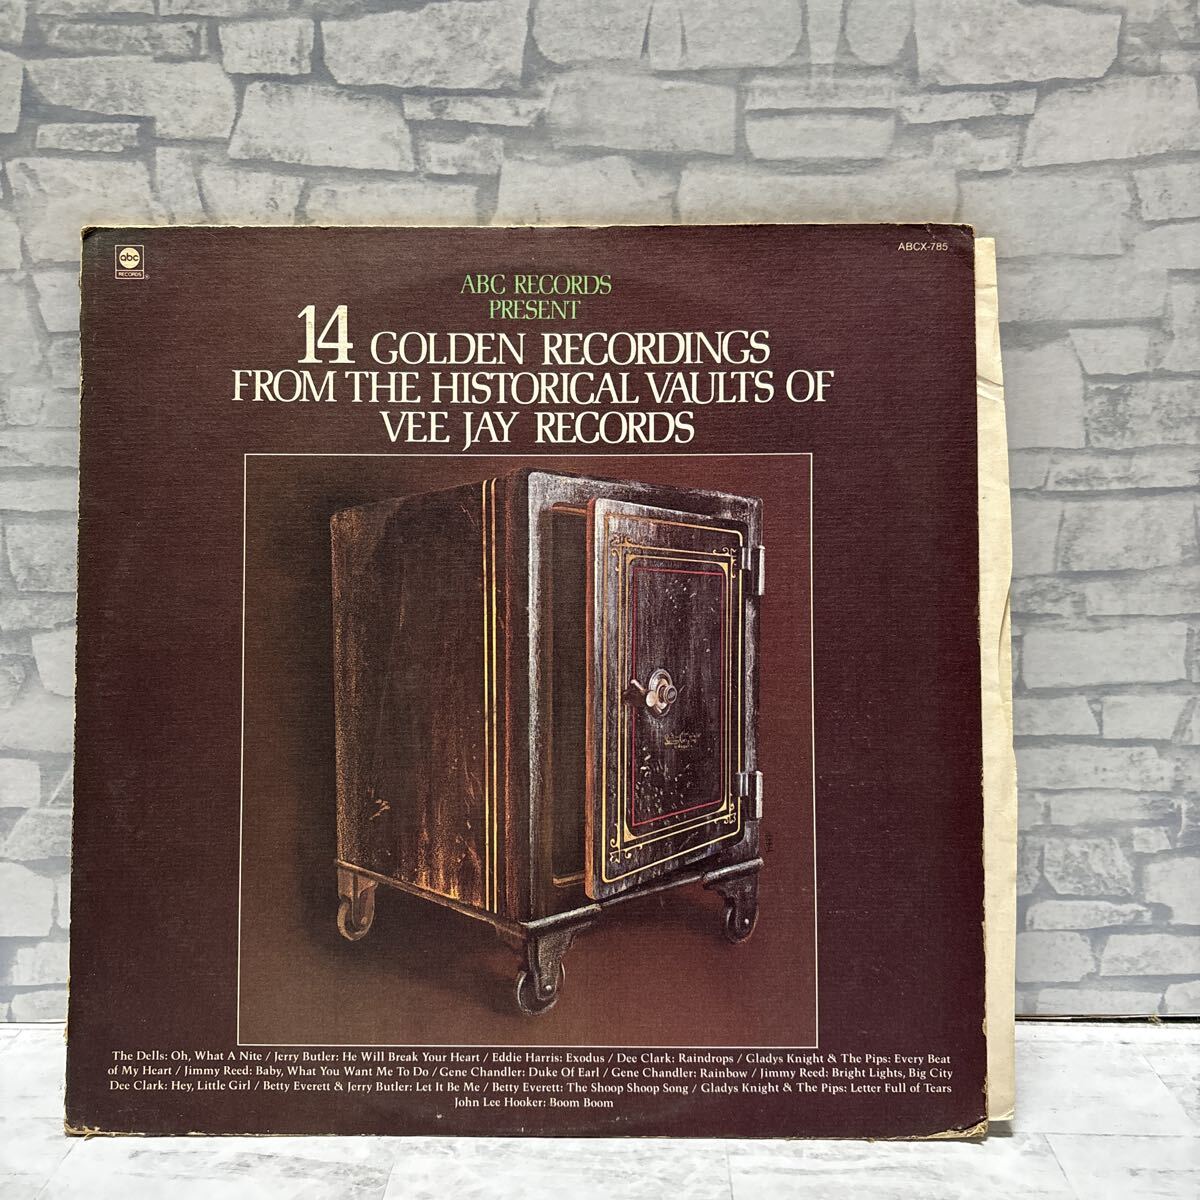 abc
RECORDS
ABCX-785
ABC RECORDS
PRESENT
14 GOLDEN RECORDINGS
FROM THE HISTORICAL VAULTS OF
VEE JAY RECORDS
The Dells: Oh, What A Nite / Jerry Butler: He Will Break Your Heart / Eddie Harris: Exodus / Dee Clark: Raindrops / Gladys Knight & The Pips: Every Beat
of My Heart / Jimmy Reed: Baby, What You Want Me To Do / Gene Chandler: Duke Of Earl / Gene Chandler: Rainbow / Jimmy Reed: Bright Lights, Big City
Dee Clark: Hey, Little Girl / Betty Everett & Jerry Butler: Let It Be Me / Betty Everett: The Shoop Shoop Song / Gladys Knight & The Pips: Letter Full of Tears
John Lee Hooker: Boom Boom